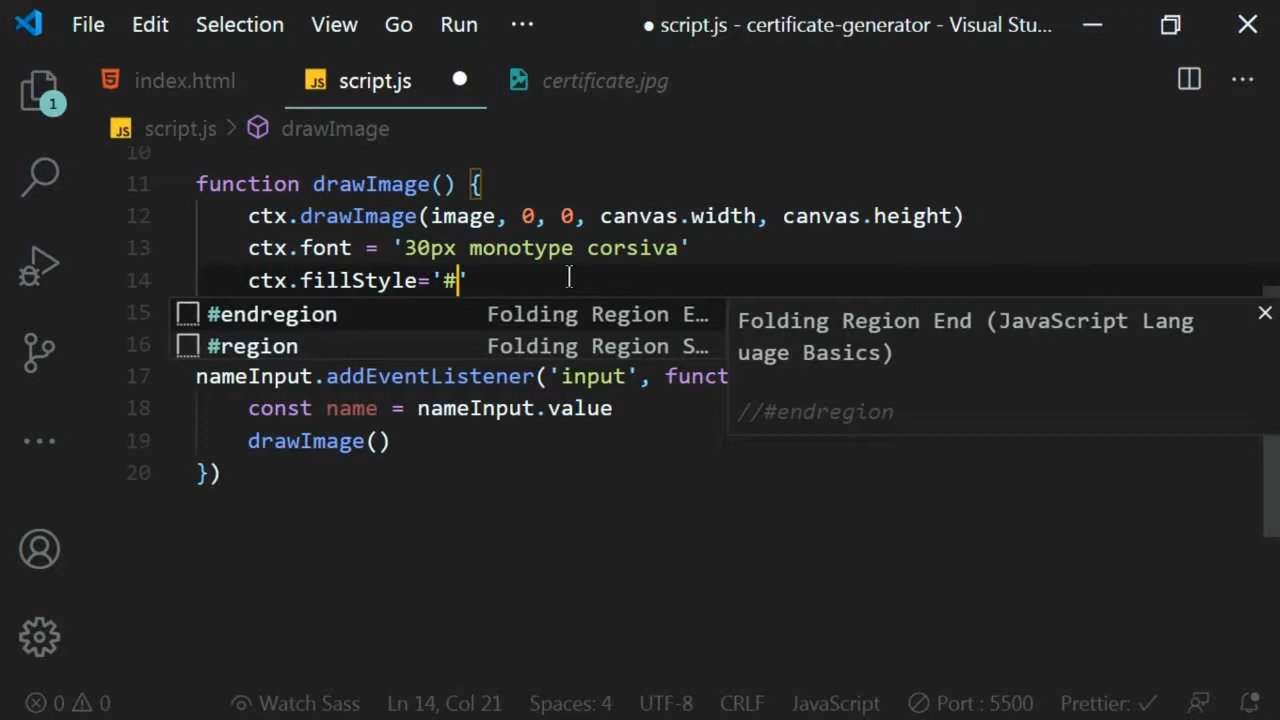 File Edit Selection View Go Run ··· ● script.js - certificate-generator - Visual Stu...
index.html script.js ● certificate.jpg
1
script.js > drawImage
10
11 function drawImage() {
12 ctx.drawImage(image, 0, 0, canvas.width, canvas.height)
13 ctx.font = '30px monotype corsiva'
14 ctx.fillStyle='#'
15 #endregion Folding Region E...
16 #region Folding Region S...
Folding Region End (JavaScript Lang
uage Basics)
//#endregion
17 nameInput.addEventListener('input', funct
18 const name = nameInput.value
19 drawImage()
20 })
0 0 Watch Sass Ln 14, Col 21 Spaces: 4 UTF-8 CRLF JavaScript Port : 5500 Prettier: ✓